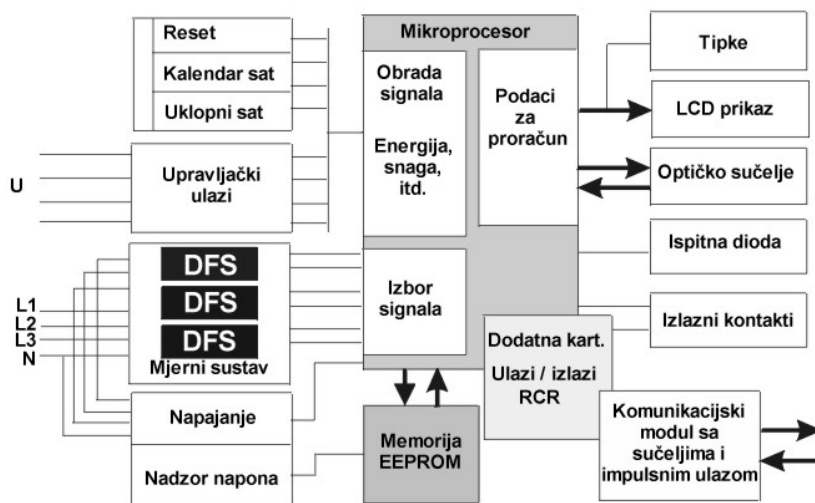 Reset
Kalendar sat
Uklopni sat
U
Upravljački
ulazi
DFS
DFS
DFS
Mjerni sustav
L1
L2
L3
N
Napajanje
Nadzor napona
Mikroprocesor
Obrada
signala
Energija,
snaga,
itd.
Podaci
za
proračun
Izbor
signala
Memorija
EEPROM
Dodatna kart.
Ulazi / izlazi
RCR
Tipke
LCD prikaz
Optičko sučelje
Ispitna dioda
Izlazni kontakti
Komunikacijski
modul sa
sučeljima i
impulsnim ulazom